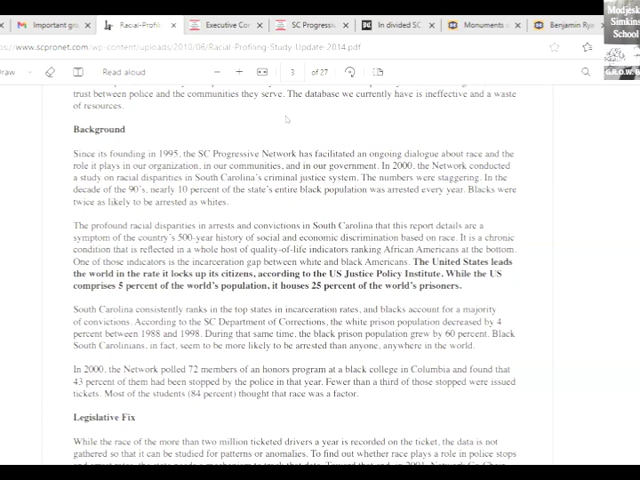 Important gr
Racial-Profili
Executive Co
SC Progressi
In divided SC
Monuments
Benjamin Rya
Modjesk
Simkins
School
https://www.scpronet.com/wp-content/uploads/2010/06/Racial-Profiling-Study-Update-2014.pdf
Draw
Read aloud
3 of 27
G.R.O.W. B
trust between police and the communities they serve. The database we currently have is ineffective and a waste
of resources.
Background
Since its founding in 1995, the SC Progressive Network has facilitated an ongoing dialogue about race and the
role it plays in our organization, in our communities, and in our government. In 2000, the Network conducted
a study on racial disparities in South Carolina's criminal justice system. The numbers were staggering. In the
decade of the 90's, nearly 10 percent of the state's entire black population was arrested every year. Blacks were
twice as likely to be arrested as whites.
The profound racial disparities in arrests and convictions in South Carolina that this report details are a
symptom of the country's 500-year history of social and economic discrimination based on race. It is a chronic
condition that is reflected in a whole host of quality-of-life indicators ranking African Americans at the bottom.
One of those indicators is the incarceration gap between white and black Americans. The United States leads
the world in the rate it locks up its citizens, according to the US Justice Policy Institute. While the US
comprises 5 percent of the world's population, it houses 25 percent of the world's prisoners.
South Carolina consistently ranks in the top states in incarceration rates, and blacks account for a majority
of convictions. According to the SC Department of Corrections, the white prison population decreased by 4
percent between 1988 and 1998. During that same time, the black prison population grew by 60 percent. Black
South Carolinians, in fact, seem to be more likely to be arrested than anyone, anywhere in the world.
In 2000, the Network polled 72 members of an honors program at a black college in Columbia and found that
43 percent of them had been stopped by the police in that year. Fewer than a third of those stopped were issued
tickets. Most of the students (84 percent) thought that race was a factor.
Legislative Fix
While the race of the more than two million ticketed drivers a year is recorded on the ticket, the data is not
gathered so that it can be studied for patterns or anomalies. To find out whether race plays a role in police stops